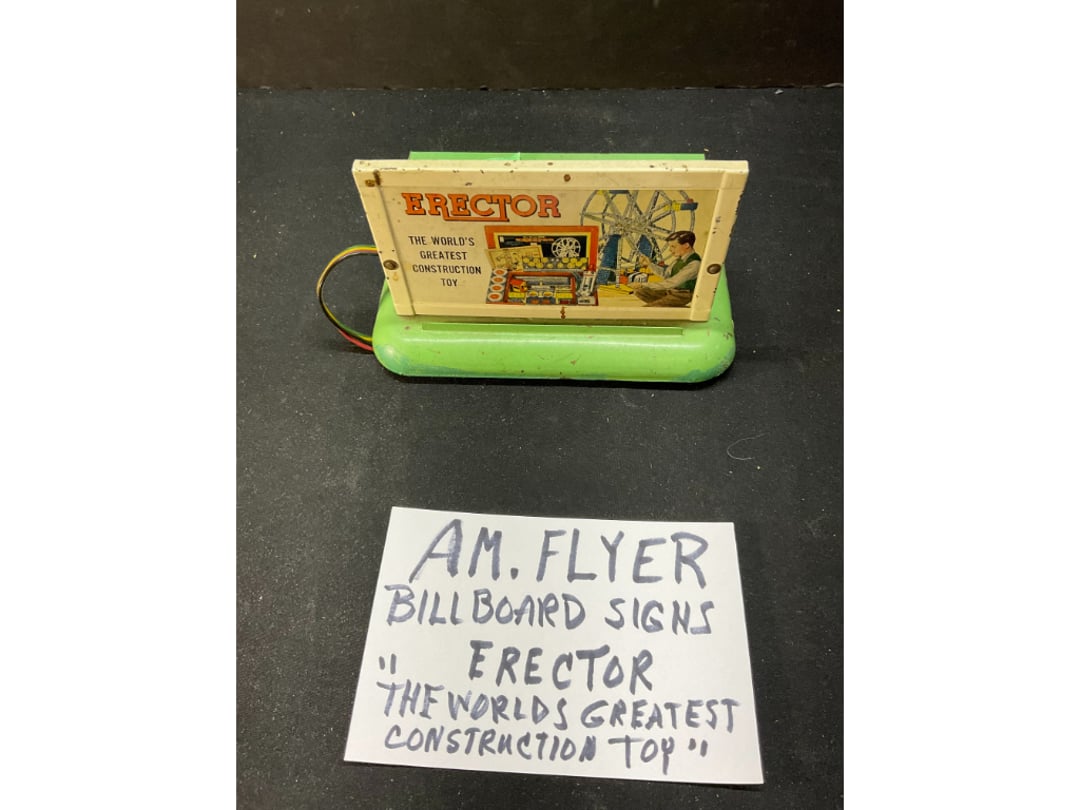 ERECTOR
THE WORLD'S
GREATEST
CONSTRUCTION
TOY
AM. FLYER
BILLBOARD SIGNS
" ERECTOR
THE WORLDS GREATEST
CONSTRUCTION TOY "